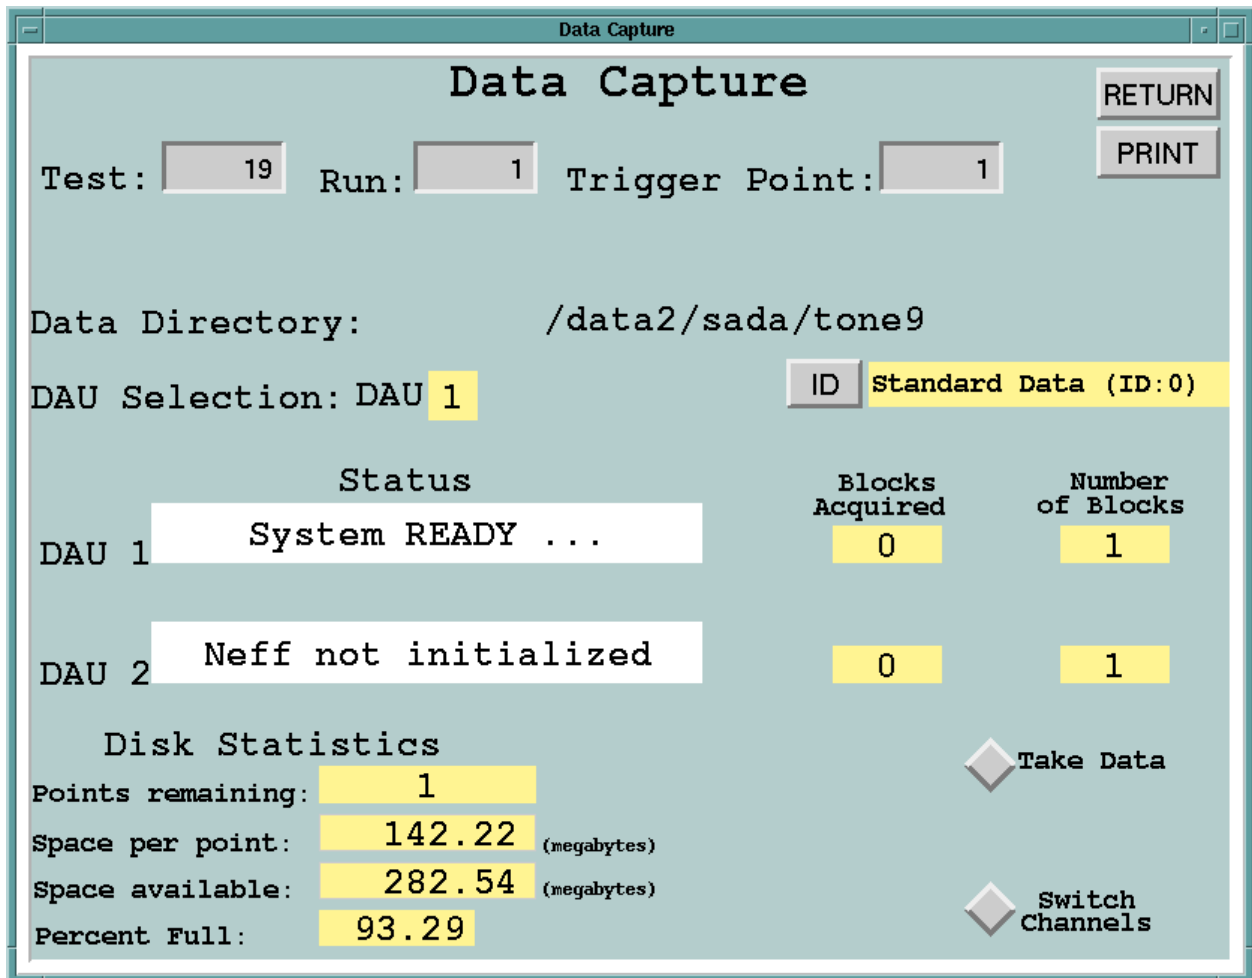 Data Capture
Data Capture
RETURN
PRINT
Test: 19 Run: 1 Trigger Point: 1
Data Directory: /data2/sada/tone9
DAU Selection: DAU 1 ID Standard Data (ID:0)
Status Blocks Acquired Number of Blocks
DAU 1 System READY ... 0 1
DAU 2 Neff not initialized 0 1
Disk Statistics
Take Data
Points remaining: 1
Space per point: 142.22 (megabytes)
Space available: 282.54 (megabytes)
Switch Channels
Percent Full: 93.29